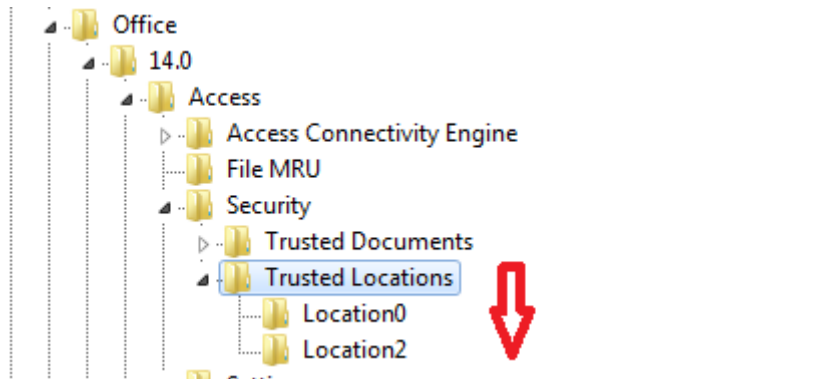 Office
14.0
Access
Access Connectivity Engine
File MRU
Security
Trusted Documents
Trusted Locations
Location0
Location2